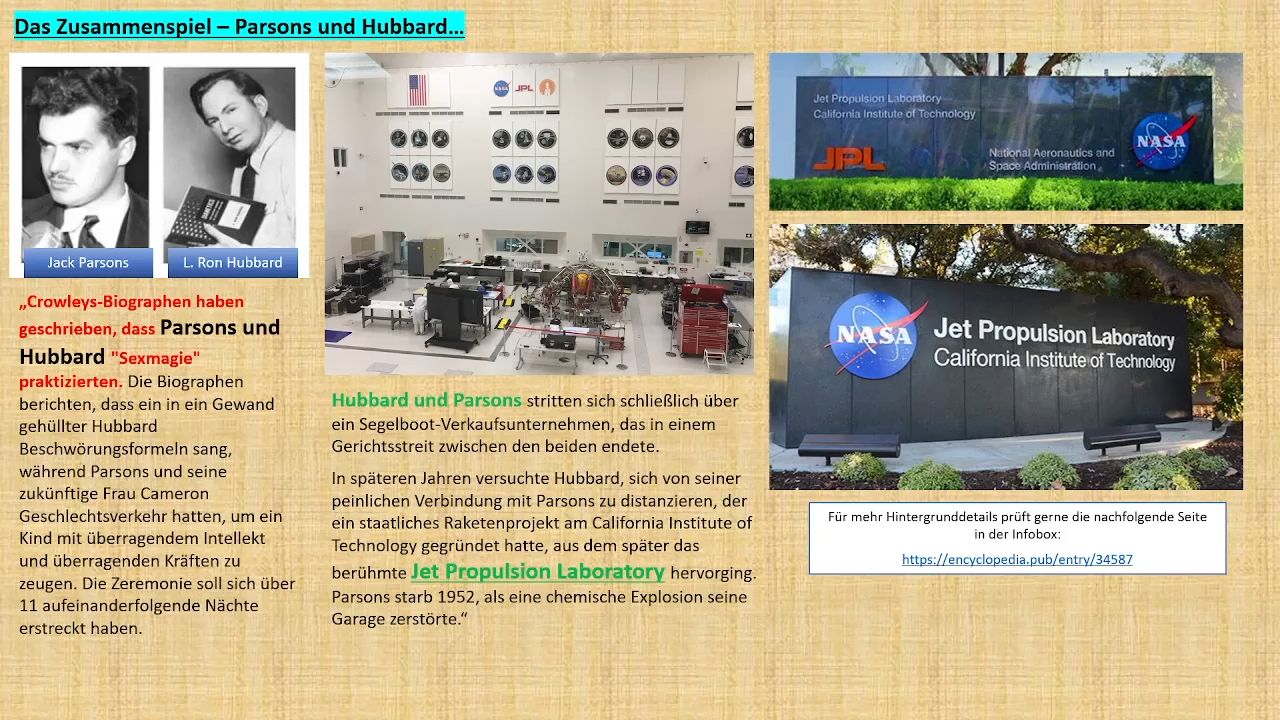 Das Zusammenspiel – Parsons und Hubbard…
Jack Parsons
L. Ron Hubbard
„Crowleys-Biographen haben
geschrieben, dass Parsons und
Hubbard "Sexmagie"
praktizierten. Die Biographen
berichten, dass ein in ein Gewand
gehüllter Hubbard
Beschwörungsformeln sang,
während Parsons und seine
zukünftige Frau Cameron
Geschlechtsverkehr hatten, um ein
Kind mit überragendem Intellekt
und überragenden Kräften zu
zeugen. Die Zeremonie soll sich über
11 aufeinanderfolgende Nächte
erstreckt haben.
NASA
JPL
Hubbard und Parsons stritten sich schließlich über
ein Segelboot-Verkaufsunternehmen, das in einem
Gerichtsstreit zwischen den beiden endete.
In späteren Jahren versuchte Hubbard, sich von seiner
peinlichen Verbindung mit Parsons zu distanzieren, der
ein staatliches Raketenprojekt am California Institute of
Technology gegründet hatte, aus dem später das
berühmte Jet Propulsion Laboratory hervorging.
Parsons starb 1952, als eine chemische Explosion seine
Garage zerstörte.“
Jet Propulsion Laboratory
California Institute of Technology
JPL
National Aeronautics and
Space Administration
NASA
NASA
Jet Propulsion Laboratory
California Institute of Technology
Für mehr Hintergrunddetails prüft gerne die nachfolgende Seite
in der Infobox:
https://encyclopedia.pub/entry/34587